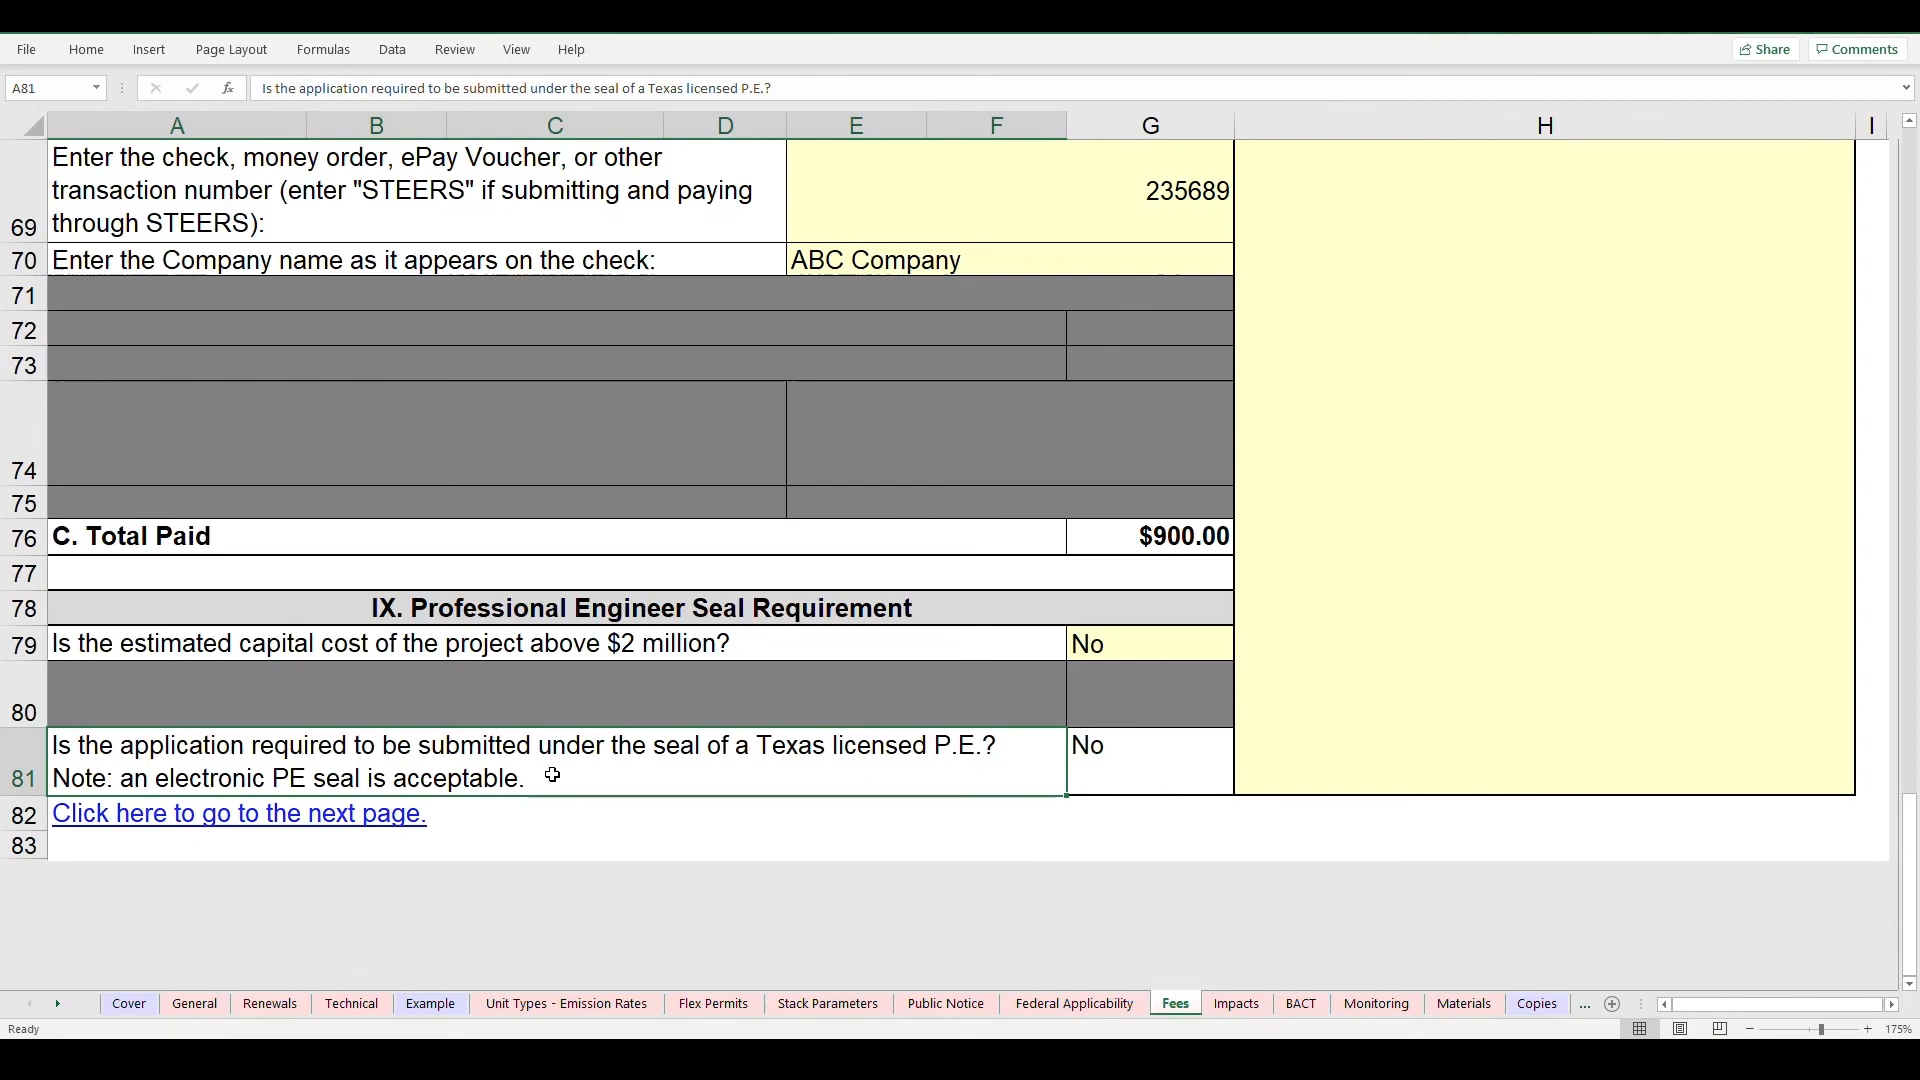 File Home Insert Page Layout Formulas Data Review View Help Share Comments
A81 fx Is the application required to be submitted under the seal of a Texas licensed P.E.?
A B C D E F G H I
Enter the check, money order, ePay Voucher, or other
transaction number (enter "STEERS" if submitting and paying
69 through STEERS): 235689
70 Enter the Company name as it appears on the check: ABC Company
71
72
73
74
75
76 C. Total Paid $900.00
77
78 IX. Professional Engineer Seal Requirement
79 Is the estimated capital cost of the project above $2 million? No
80
Is the application required to be submitted under the seal of a Texas licensed P.E.? No
81 Note: an electronic PE seal is acceptable.
82 Click here to go to the next page.
83
Cover General Renewals Technical Example Unit Types - Emission Rates Flex Permits Stack Parameters Public Notice Federal Applicability Fees Impacts BACT Monitoring Materials Copies ...
Ready 175%